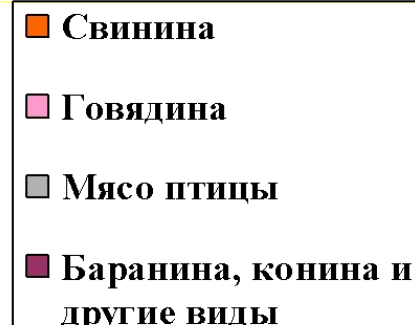 Свинина
Говядина
Мясо птицы
Баранина, конина и
другие виды